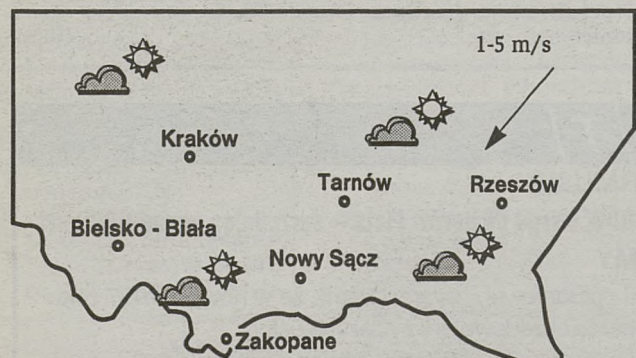 1-5 m/s
Kraków
Tarnów
Rzeszów
Bielsko - Biała
Nowy Sącz
Zakopane